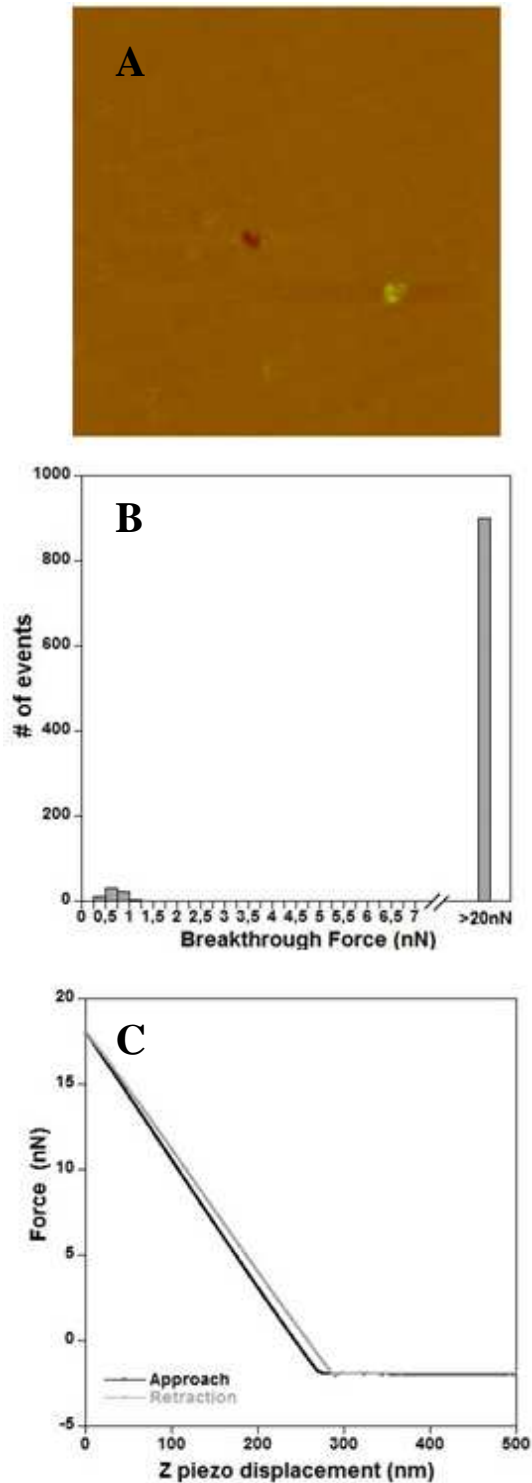 A
B
1000
800
600
400
200
0
# of events
0 0,5 1 1,5 2 2,5 3 3,5 4 4,5 5 5,5 6 6,5 7 >20nN
Breakthrough Force (nN)
C
20
15
10
5
0
-5
Force (nN)
Approach
Retraction
0 100 200 300 400 500
Z piezo displacement (nm)